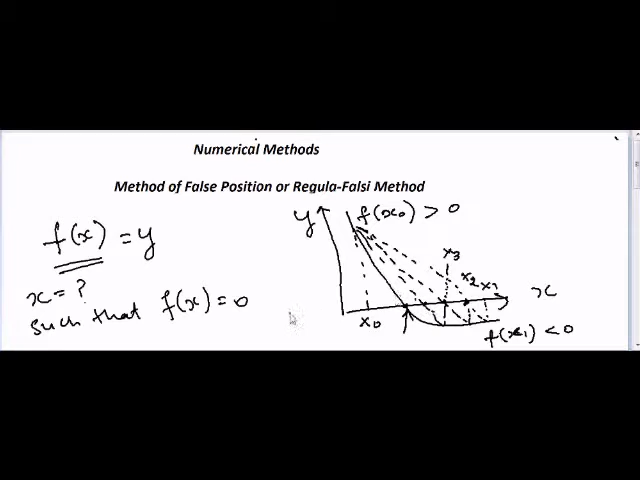 Numerical Methods
Method of False Position or Regula-Falsi Method
f(x) = y
x = ?
such that f(x) = 0
y
f(x₀) > 0
x₃
x₂ x₁
x
x₀
f(x₁) < 0